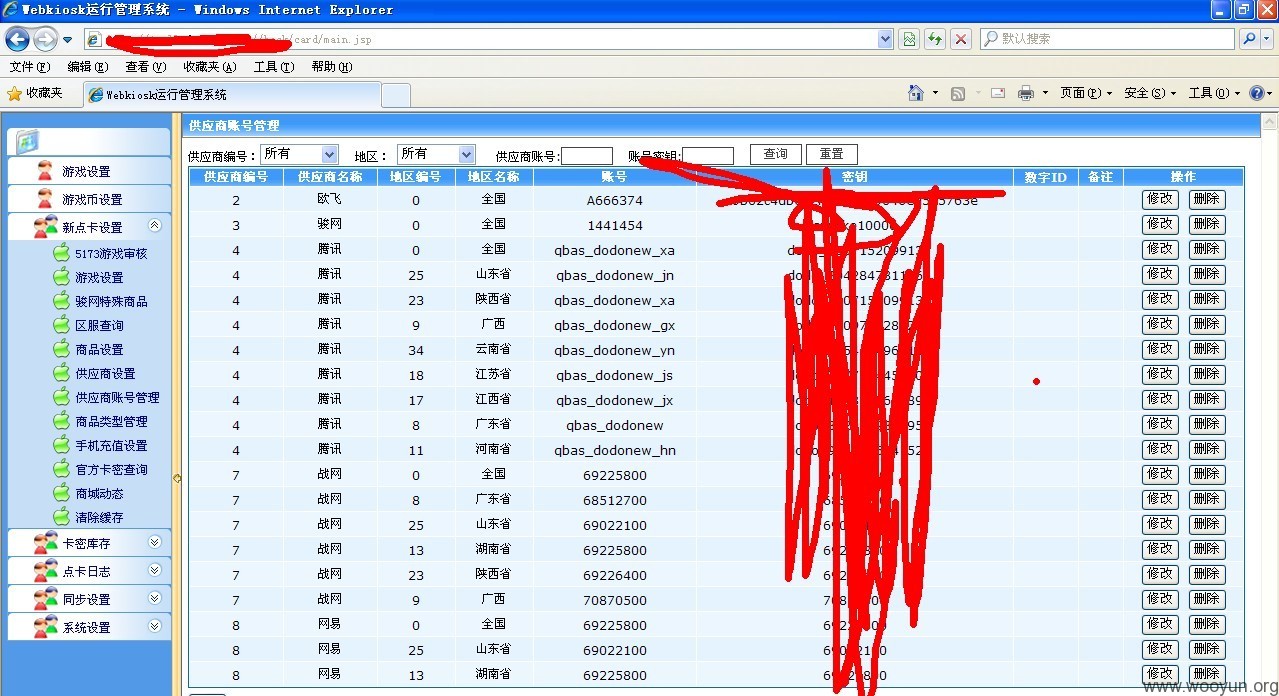 Webkiosk运行管理系统 - Windows Internet Explorer
/card/main.jsp
默认搜索
文件(F) 编辑(E) 查看(V) 收藏夹(A) 工具(T) 帮助(H)
收藏夹 Webkiosk运行管理系统 页面(P) 安全(S) 工具(O)
供应商账号管理
供应商编号: 所有 地区: 所有 供应商账号: 账号密钥: 查询 重置
游戏设置
游戏币设置
新点卡设置
5173游戏审核
游戏设置
骏网特殊商品
区服查询
商品设置
供应商设置
供应商账号管理
商品类型管理
手机充值设置
官方卡密查询
商城动态
清除缓存
卡密库存
点卡日志
同步设置
系统设置
供应商编号 供应商名称 地区编号 地区名称 账号 密钥 数字ID 备注 操作
2 欧飞 0 全国 A666374 修改 删除
3 骏网 0 全国 1441454 修改 删除
4 腾讯 0 全国 qbas_dodonew_xa 修改 删除
4 腾讯 25 山东省 qbas_dodonew_jn 修改 删除
4 腾讯 23 陕西省 qbas_dodonew_xa 修改 删除
4 腾讯 9 广西 qbas_dodonew_gx 修改 删除
4 腾讯 34 云南省 qbas_dodonew_yn 修改 删除
4 腾讯 18 江苏省 qbas_dodonew_js 修改 删除
4 腾讯 17 江西省 qbas_dodonew_jx 修改 删除
4 腾讯 8 广东省 qbas_dodonew 修改 删除
4 腾讯 11 河南省 qbas_dodonew_hn 修改 删除
7 战网 0 全国 69225800 修改 删除
7 战网 8 广东省 68512700 修改 删除
7 战网 25 山东省 69022100 修改 删除
7 战网 13 湖南省 69225800 修改 删除
7 战网 23 陕西省 69226400 修改 删除
7 战网 9 广西 70870500 修改 删除
8 网易 0 全国 69225800 修改 删除
8 网易 25 山东省 69022100 修改 删除
8 网易 13 湖南省 69225800 修改 删除
www.wooyun.org